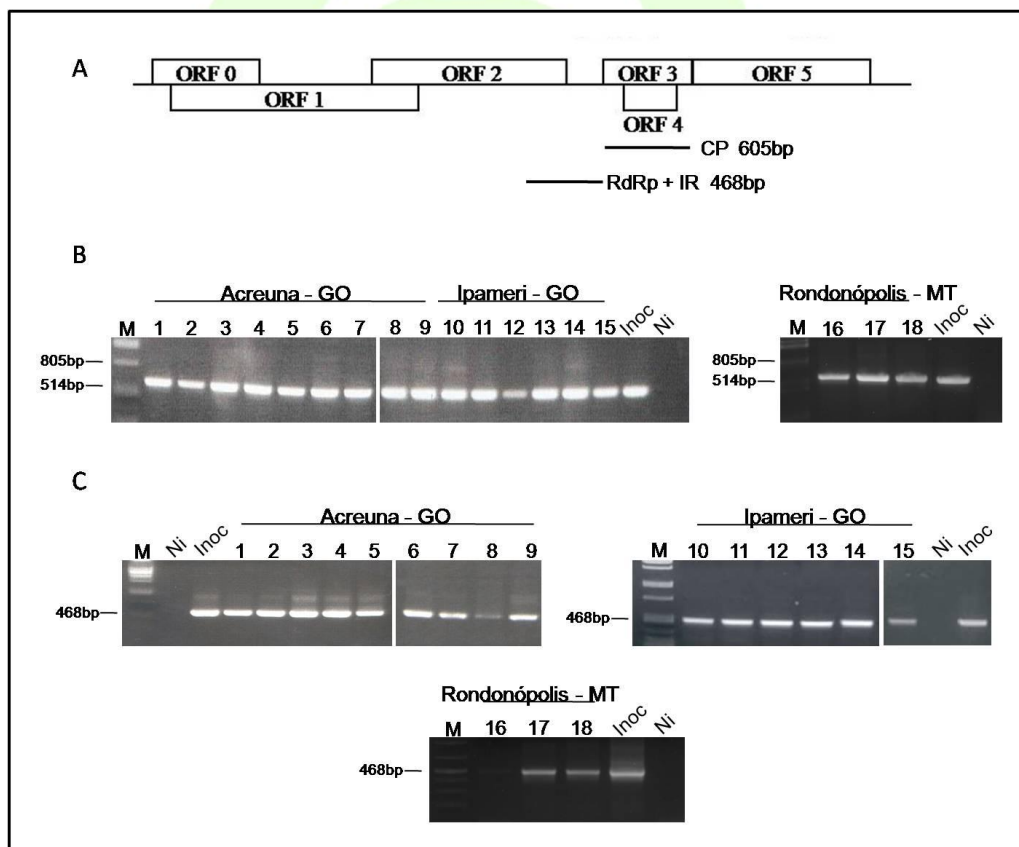 A
ORF 0
ORF 2
ORF 3
ORF 5
ORF 1
ORF 4
CP 605bp
RdRp + IR 468bp
B
Acreuna - GO
Ipameri - GO
M 1 2 3 4 5 6 7 8 9 10 11 12 13 14 15 Inoc Ni
805bp
514bp
Rondonópolis - MT
M 16 17 18 Inoc Ni
805bp
514bp
C
Acreuna - GO
M Ni Inoc 1 2 3 4 5 6 7 8 9
468bp
Ipameri - GO
M 10 11 12 13 14 15 Ni Inoc
468bp
Rondonópolis - MT
M 16 17 18 Inoc Ni
468bp